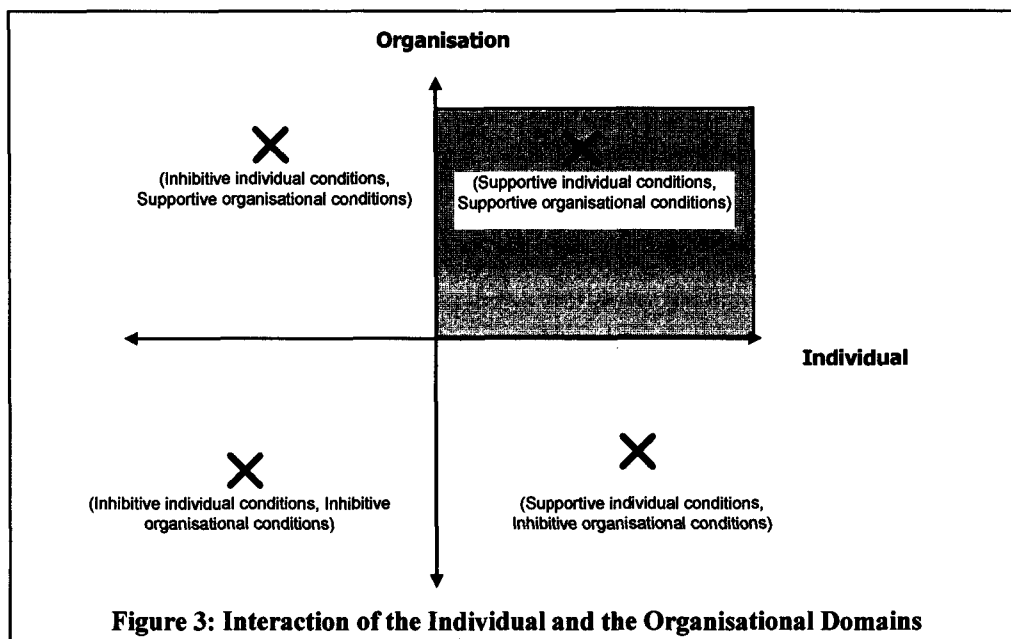 Organisation
(Inhibitive individual conditions,
Supportive organisational conditions)
(Supportive individual conditions,
Supportive organisational conditions)
Individual
(Inhibitive individual conditions, Inhibitive
organisational conditions)
(Supportive individual conditions,
Inhibitive organisational conditions)
Figure 3: Interaction of the Individual and the Organisational Domains